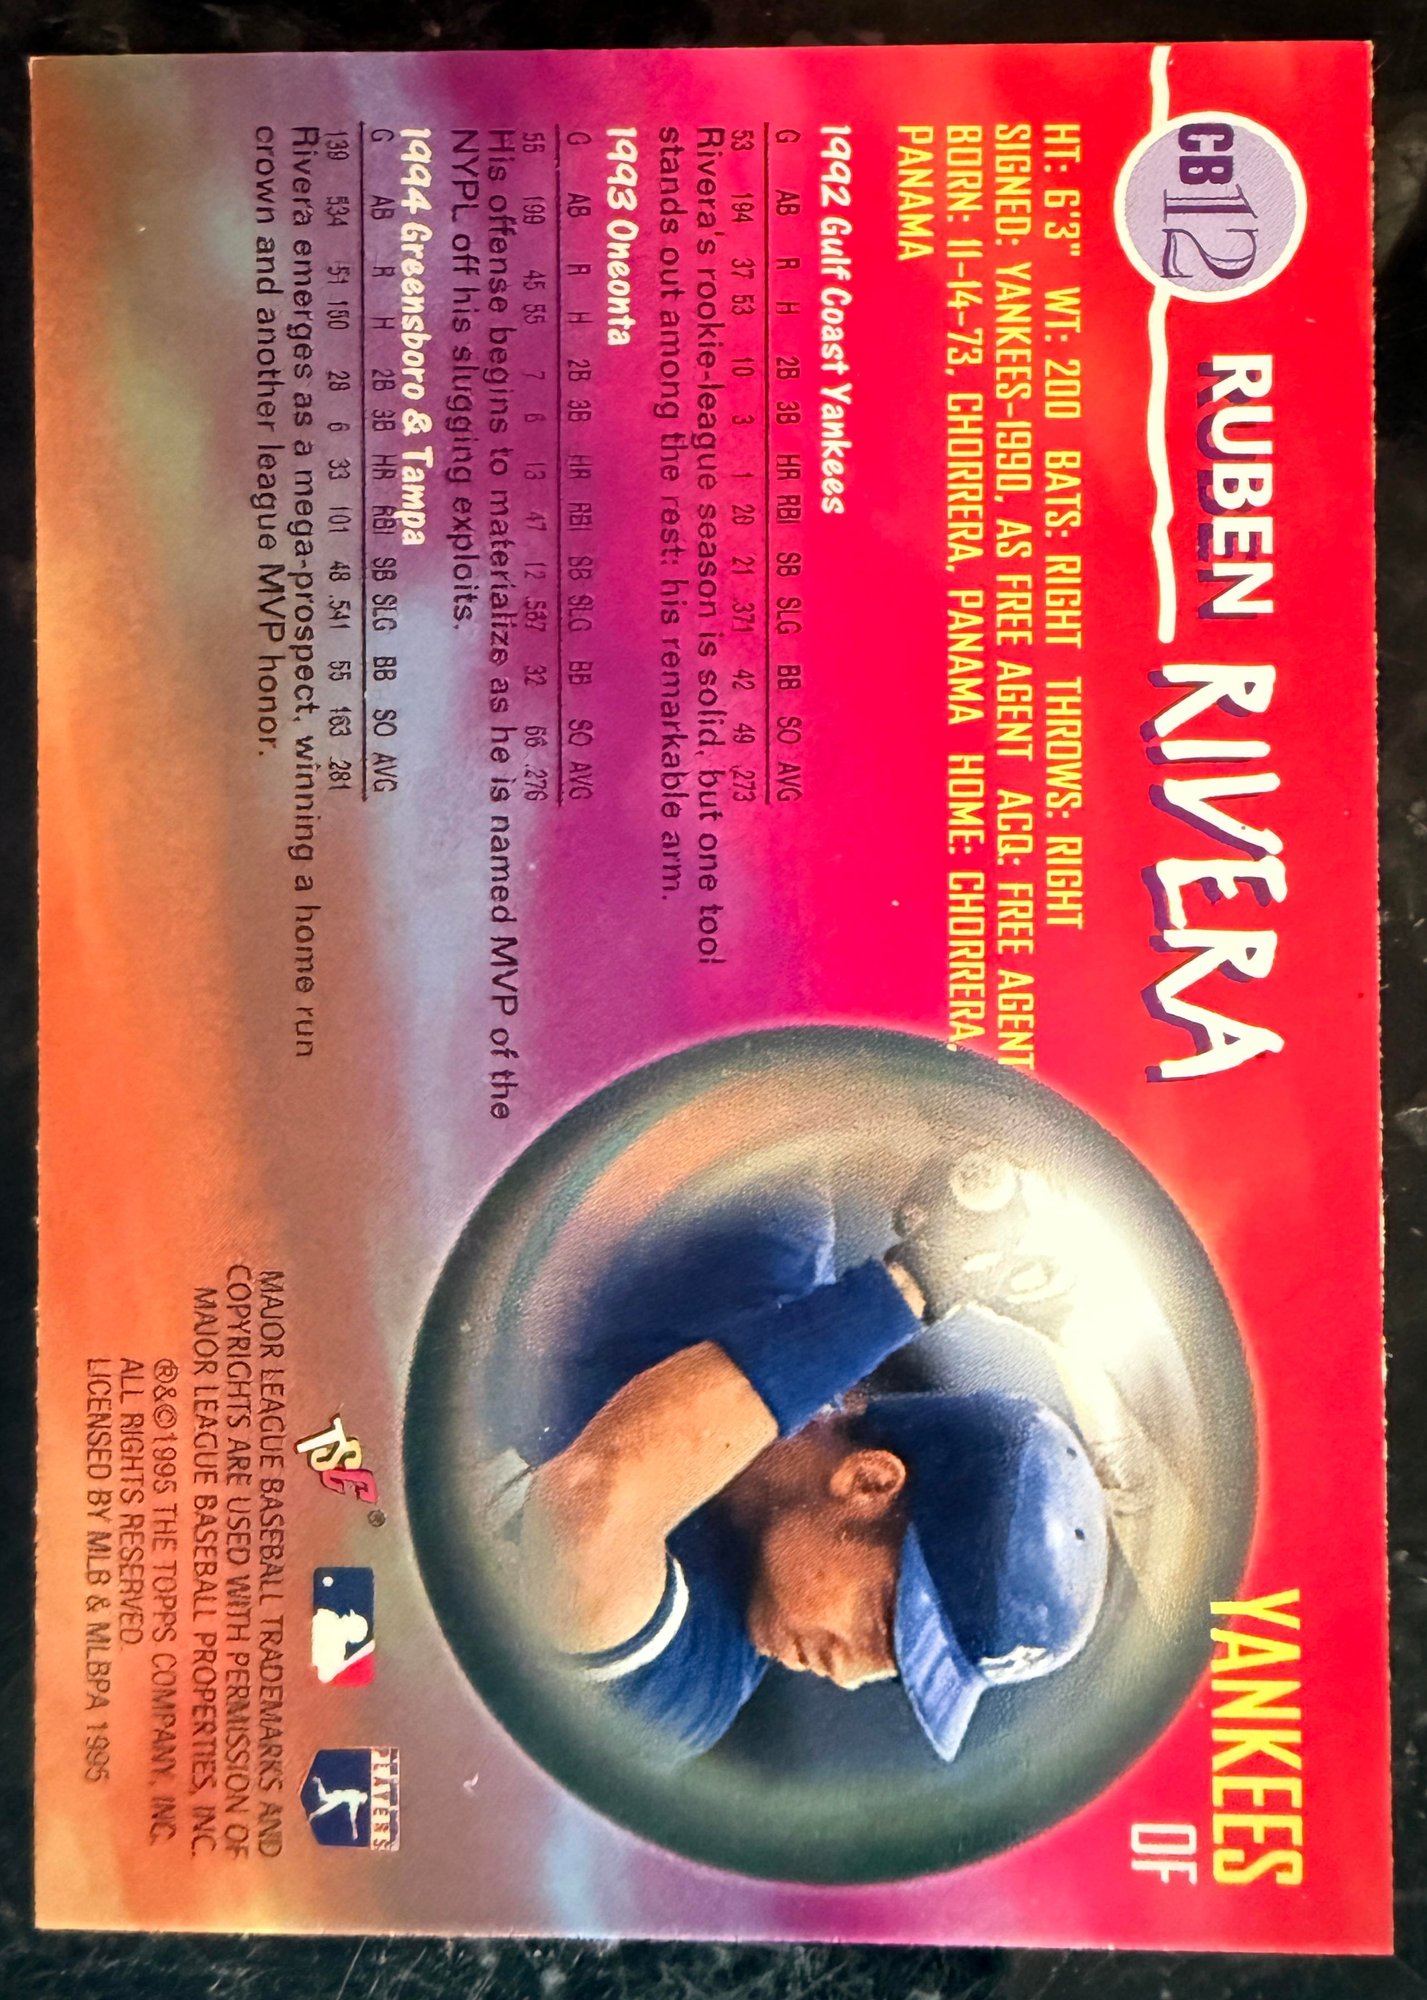 CB12
RUBEN RIVERA
YANKEES
OF
HT: 6'3" WT: 200 BATS: RIGHT THROWS: RIGHT
SIGNED: YANKEES-1990, AS FREE AGENT ACQ: FREE AGENT
BORN: 11-14-73, CHORRERA, PANAMA HOME: CHORRERA,
PANAMA
1992 Gulf Coast Yankees
G AB R H 2B 3B HR RBI SB SLG BB SO AVG
53 194 37 53 10 3 1 20 21 .371 42 49 .273
Rivera's rookie-league season is solid, but one tool
stands out among the rest: his remarkable arm.
1993 Oneonta
G AB R H 2B 3B HR RBI SB SLG BB SO AVG
55 199 45 55 7 6 13 47 12 .567 32 66 .276
His offense begins to materialize as he is named MVP of the
NYPL off his slugging exploits.
1994 Greensboro & Tampa
G AB R H 2B 3B HR RBI SB SLG BB SO AVG
139 534 51 150 28 6 33 101 48 .541 55 163 .281
Rivera emerges as a mega-prospect, winning a home run
crown and another league MVP honor.
TSC®
PLAYERS
MAJOR LEAGUE BASEBALL TRADEMARKS AND
COPYRIGHTS ARE USED WITH PERMISSION OF
MAJOR LEAGUE BASEBALL PROPERTIES, INC.
®&©1995 THE TOPPS COMPANY, INC.
ALL RIGHTS RESERVED.
LICENSED BY MLB & MLBPA 1995